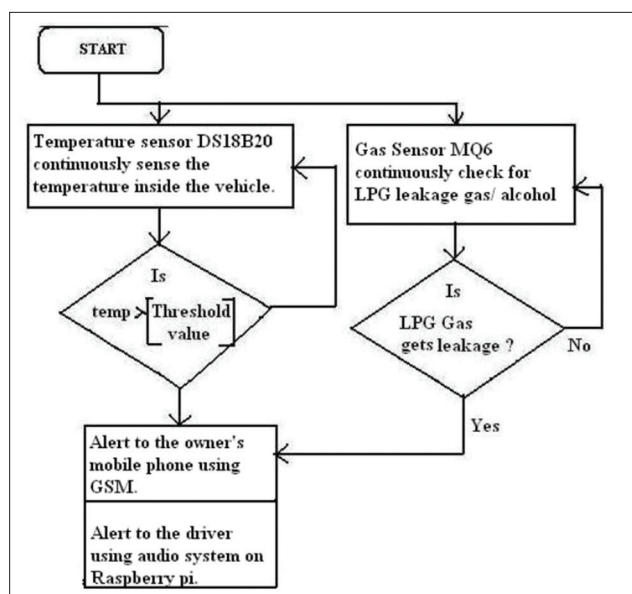 START
Temperature sensor DS18B20
continuously sense the
temperature inside the vehicle.
Gas Sensor MQ6
continuously check for
LPG leakage gas/ alcohol
Is
temp > [Threshold
value]
Is
LPG Gas
gets leakage ?
No
Yes
Alert to the owner's
mobile phone using
GSM.
Alert to the driver
using audio system on
Raspberry pi.